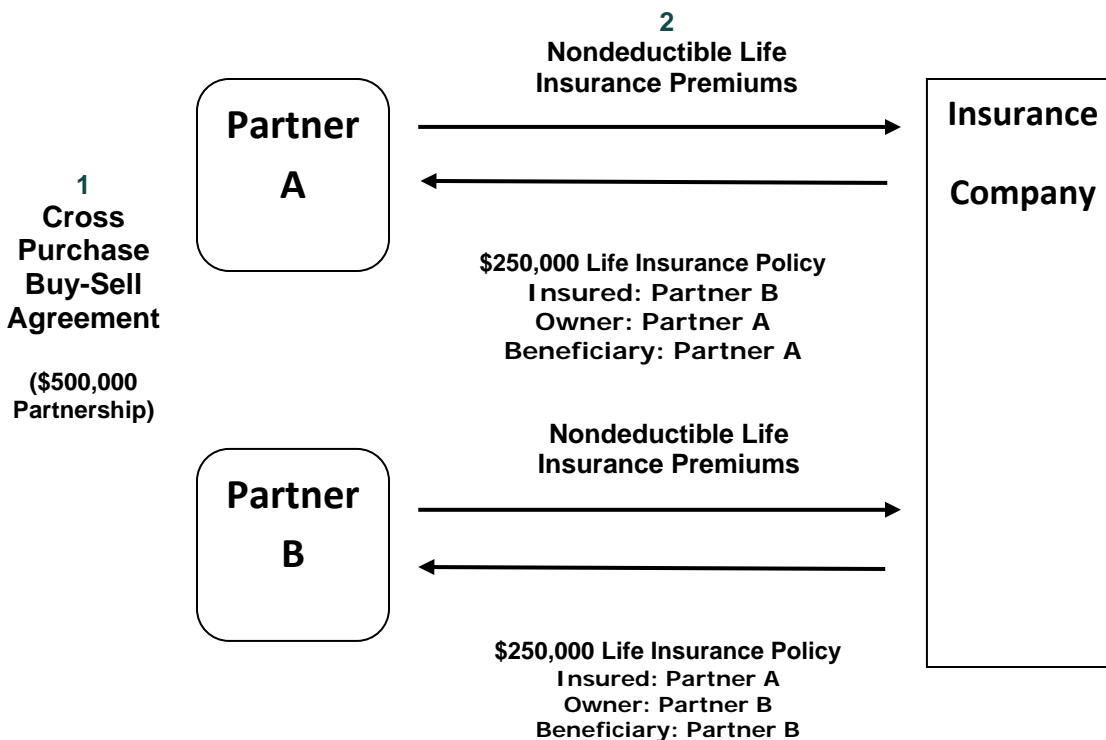 1
Cross
Purchase
Buy-Sell
Agreement
($500,000
Partnership)
Partner
A
2
Nondeductible Life
Insurance Premiums
$250,000 Life Insurance Policy
Insured: Partner B
Owner: Partner A
Beneficiary: Partner A
Insurance
Company
Partner
B
Nondeductible Life
Insurance Premiums
$250,000 Life Insurance Policy
Insured: Partner A
Owner: Partner B
Beneficiary: Partner B